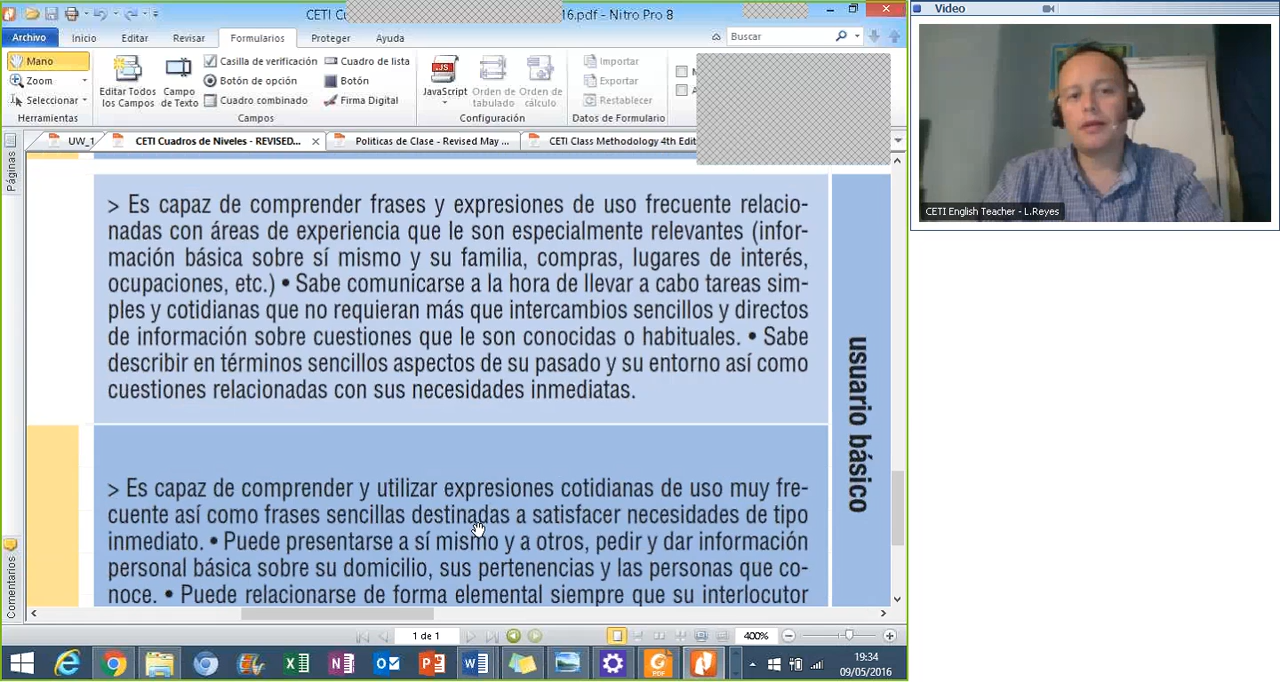 CETI Cu
16.pdf - Nitro Pro 8
Archivo
Inicio
Editar
Revisar
Formularios
Proteger
Ayuda
Buscar
Mano
Zoom
Seleccionar
Herramientas
Editar Todos
los Campos
Campo
de Texto
Casilla de verificación
Botón de opción
Cuadro combinado
Cuadro de lista
Botón
Firma Digital
Campos
JS
JavaScript
Orden de
tabulado
Orden de
cálculo
Configuración
Importar
Exportar
Restablecer
Datos de Formulario
UW_1
CETI Cuadros de Niveles - REVISED...
Politicas de Clase - Revised May ...
CETI Class Methodology 4th Edit
Páginas
Comentarios
> Es capaz de comprender frases y expresiones de uso frecuente relacio-
nadas con áreas de experiencia que le son especialmente relevantes (infor-
mación básica sobre sí mismo y su familia, compras, lugares de interés,
ocupaciones, etc.) • Sabe comunicarse a la hora de llevar a cabo tareas sim-
ples y cotidianas que no requieran más que intercambios sencillos y directos
de información sobre cuestiones que le son conocidas o habituales. • Sabe
describir en términos sencillos aspectos de su pasado y su entorno así como
cuestiones relacionadas con sus necesidades inmediatas.
> Es capaz de comprender y utilizar expresiones cotidianas de uso muy fre-
cuente así como frases sencillas destinadas a satisfacer necesidades de tipo
inmediato. • Puede presentarse a sí mismo y a otros, pedir y dar información
personal básica sobre su domicilio, sus pertenencias y las personas que co-
noce. • Puede relacionarse de forma elemental siempre que su interlocutor
usuario básico
1 de 1
400%
19:34
09/05/2016
Video
CETI English Teacher - L.Reyes